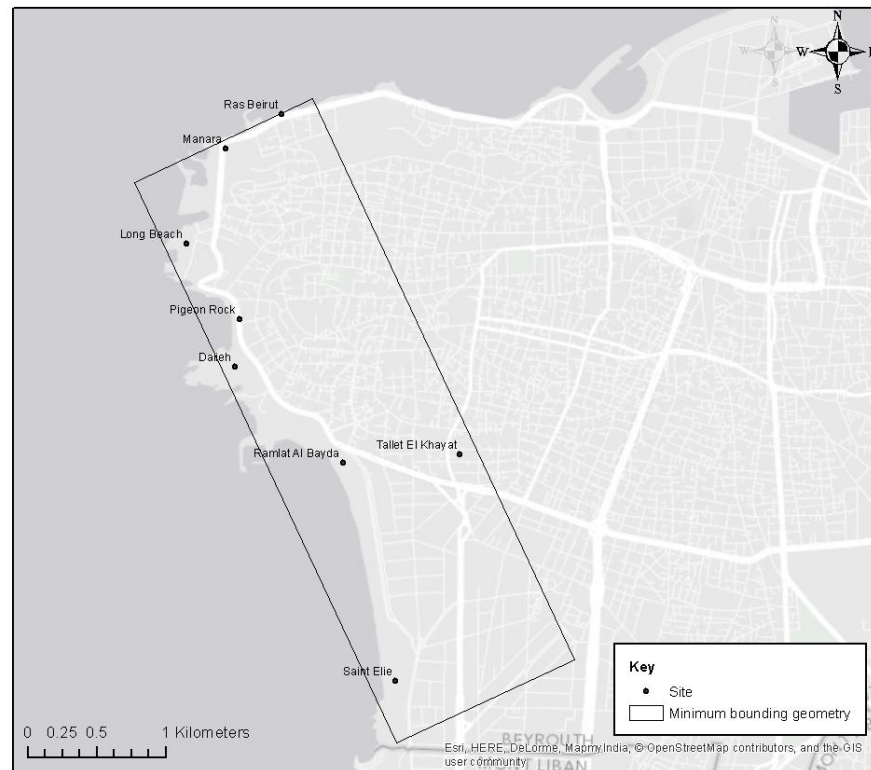 N
W
S
N
W
E
S
Ras Beirut
Manara
Long Beach
Pigeon Rock
Daлieh
Ramlat Al Bayda
Tallet El Khayat
Saint Elie
Key
Site
Minimum bounding geometry
0 0.25 0.5 1 Kilometers
BEYROUTH
MONT LIBAN
Esri, HERE, DeLorme, MapmyIndia, © OpenStreetMap contributors, and the GIS
user community